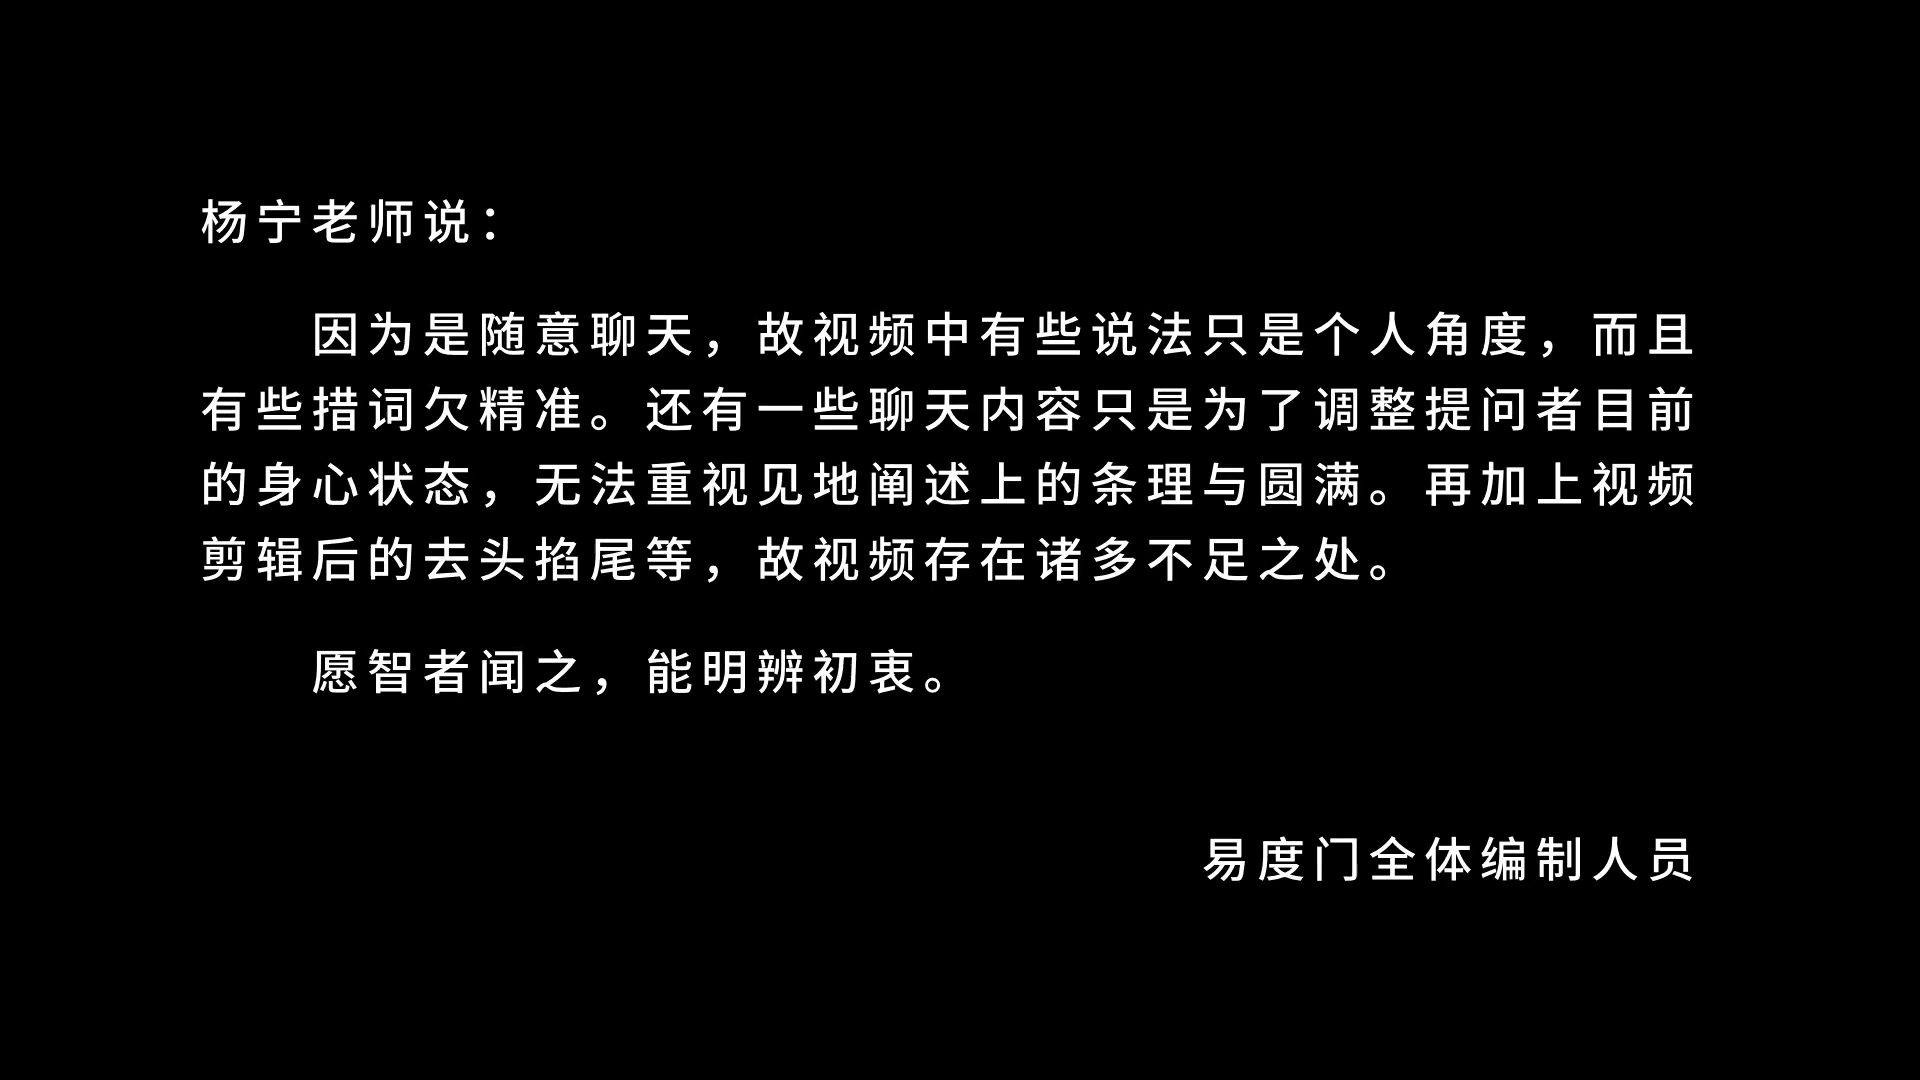 杨宁老师说：
因为是随意聊天，故视频中有些说法只是个人角度，而且
有些措词欠精准。还有一些聊天内容只是为了调整提问者目前
的身心状态，无法重视见地阐述上的条理与圆满。再加上视频
剪辑后的去头掐尾等，故视频存在诸多不足之处。
愿智者闻之，能明辨初衷。
易度门全体编制人员